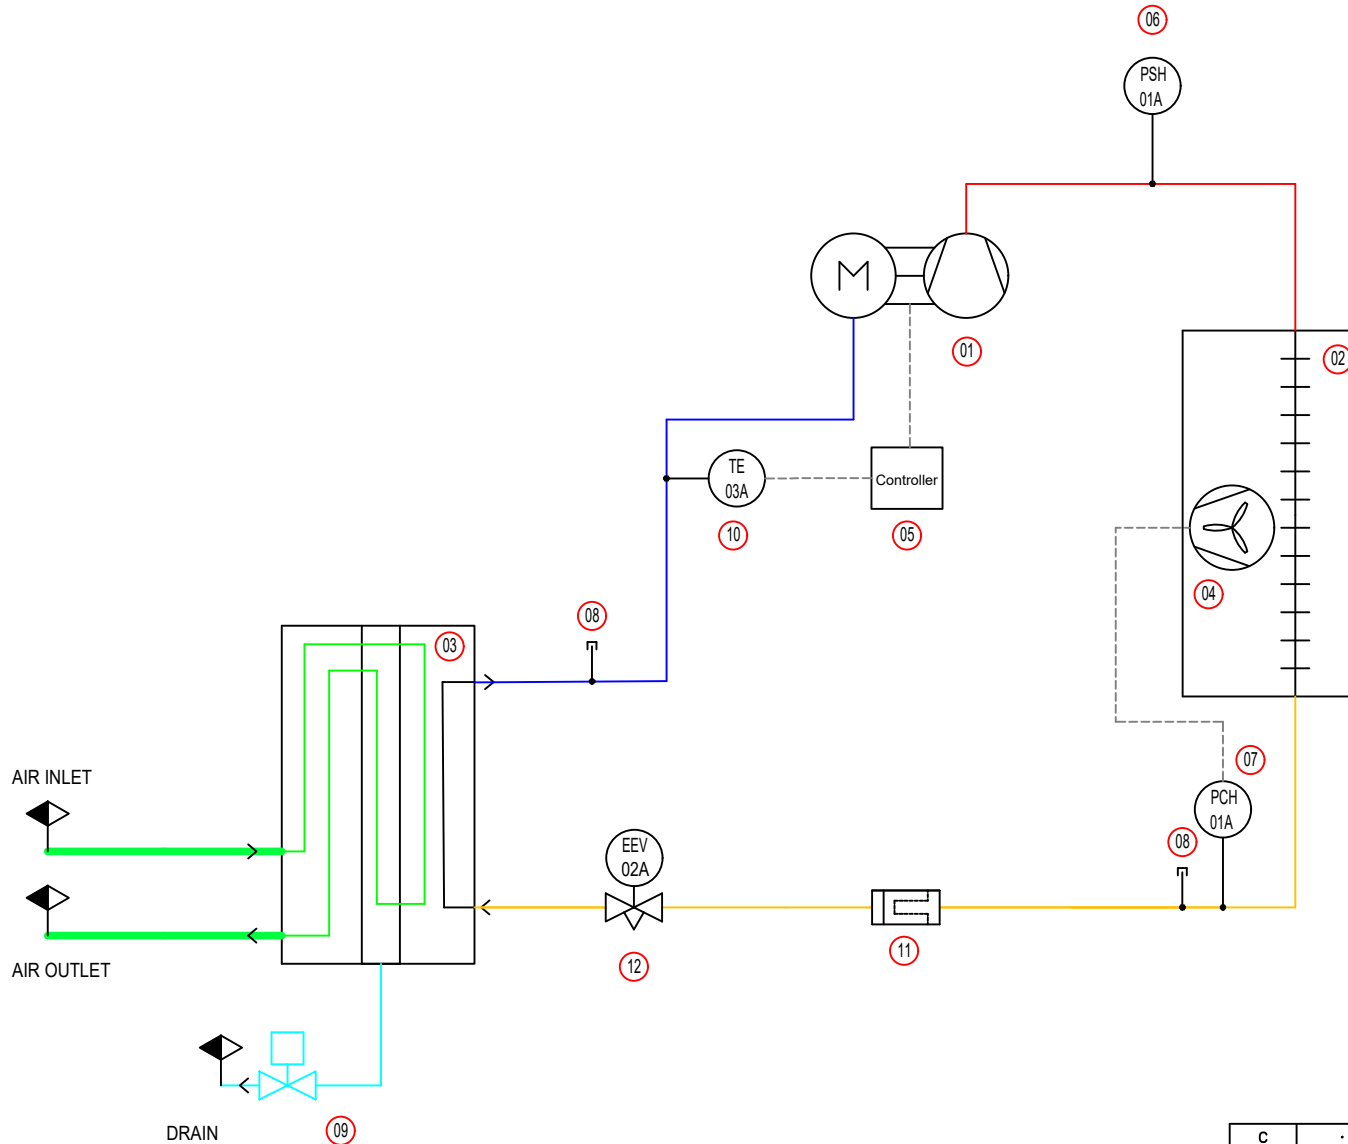 06
PSH
01A
M
01
02
TE
03A
Controller
10
05
04
08
03
07
AIR INLET
PCH
01A
EEV
02A
08
AIR OUTLET
12
11
DRAIN
09
C